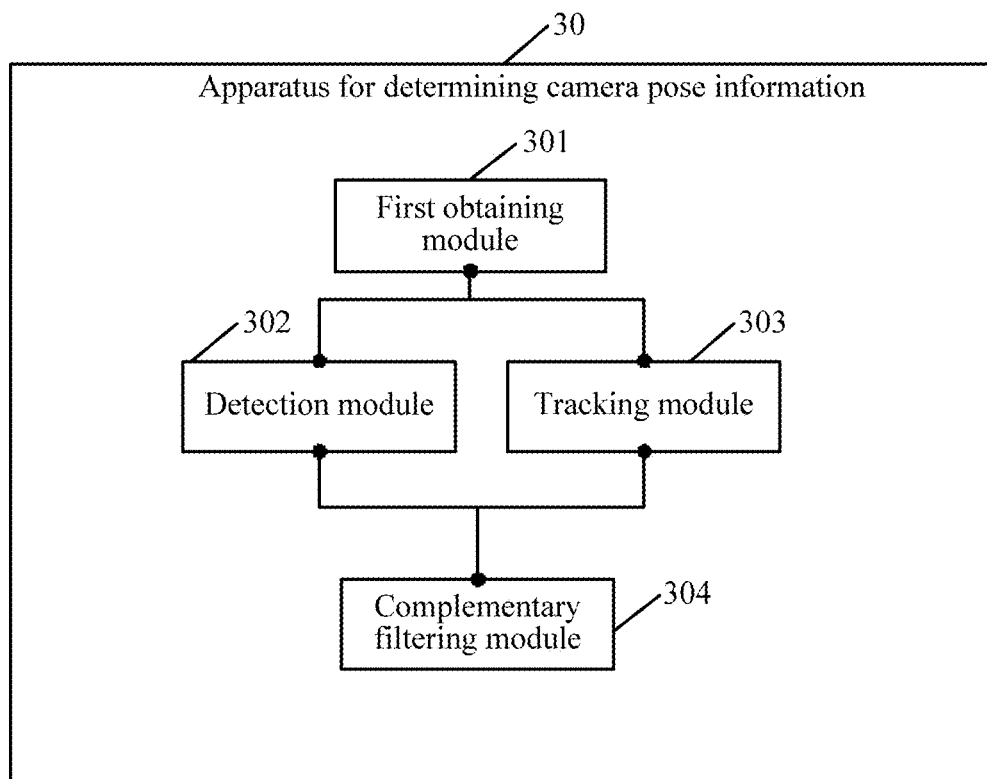 30
Apparatus for determining camera pose information
301
First obtaining
module
302
303
Detection module
Tracking module
Complementary
filtering module
304